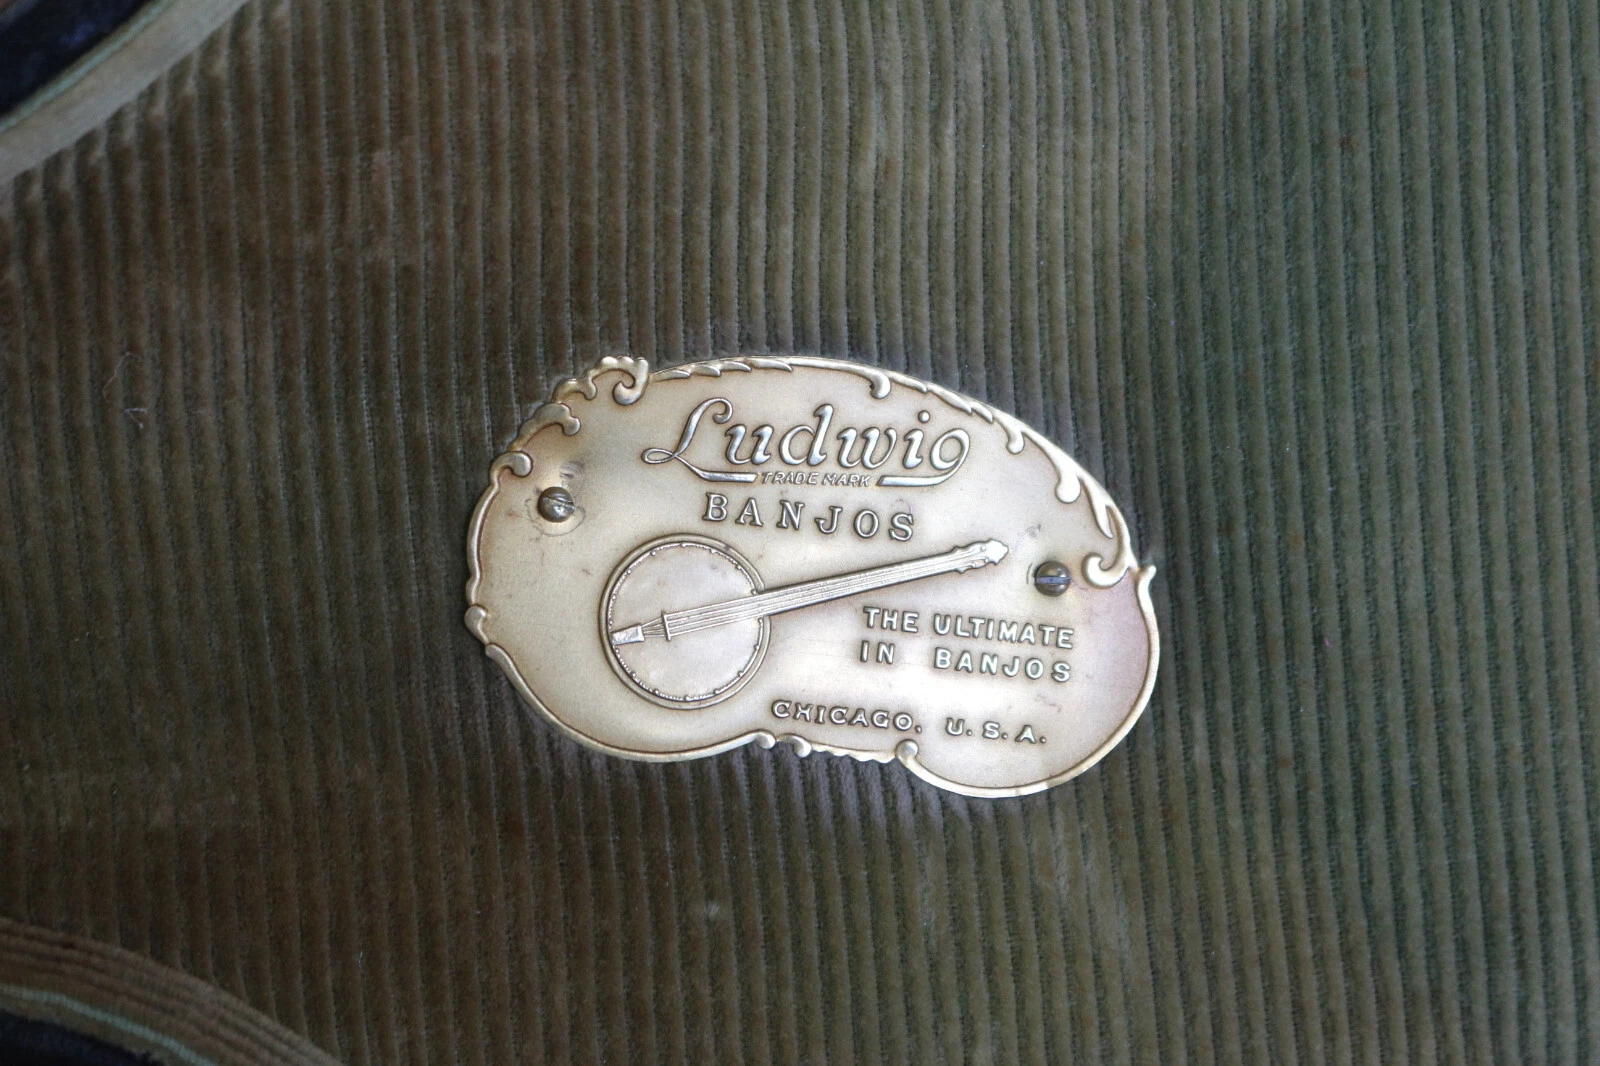 Ludwig
TRADE MARK
BANJOS
THE ULTIMATE
IN BANJOS
CHICAGO, U.S.A.